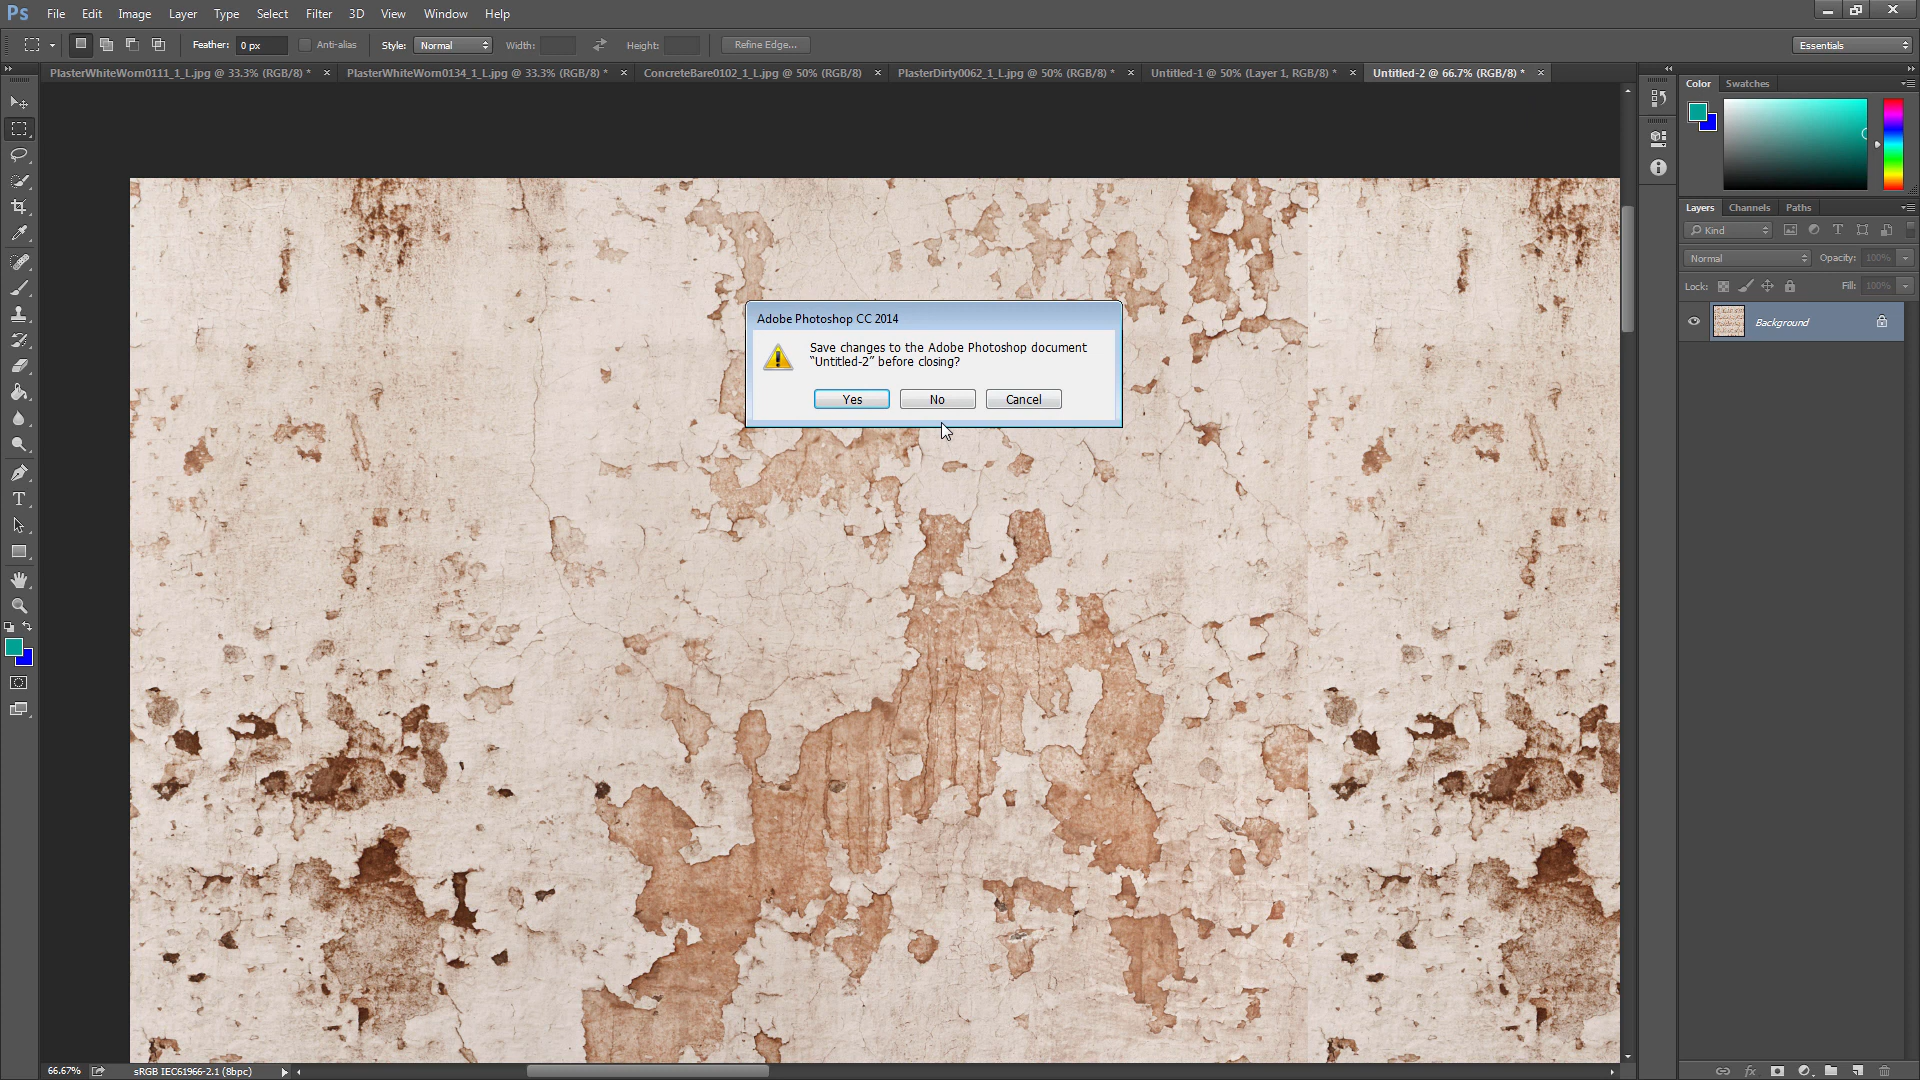 Ps File Edit Image Layer Type Select Filter 3D View Window Help
Feather: 0 px Anti-alias Style: Normal Width: Height: Refine Edge... Essentials
PlasterWhiteWorn0111_1_L.jpg @ 33.3% (RGB/8) * × PlasterWhiteWorn0134_1_L.jpg @ 33.3% (RGB/8) * × ConcreteBare0102_1_L.jpg @ 50% (RGB/8) × PlasterDirty0062_1_L.jpg @ 50% (RGB/8) * × Untitled-1 @ 50% (Layer 1, RGB/8) * × Untitled-2 @ 66.7% (RGB/8) * ×
Color Swatches
Layers Channels Paths
Kind
Normal Opacity: 100%
Lock: Fill: 100%
Background
Adobe Photoshop CC 2014
Save changes to the Adobe Photoshop document
“Untitled-2” before closing?
Yes No Cancel
66.67% sRGB IEC61966-2.1 (8bpc)